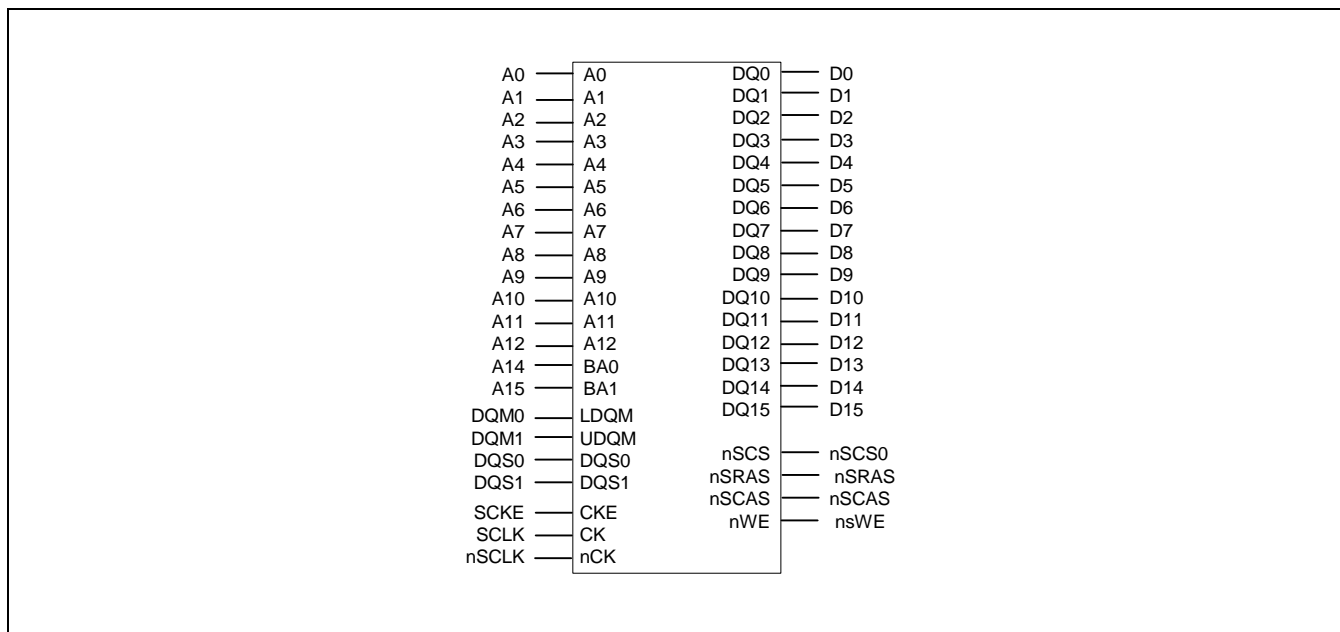 A0 A0 DQ0 D0
A1 A1 DQ1 D1
A2 A2 DQ2 D2
A3 A3 DQ3 D3
A4 A4 DQ4 D4
A5 A5 DQ5 D5
A6 A6 DQ6 D6
A7 A7 DQ7 D7
A8 A8 DQ8 D8
A9 A9 DQ9 D9
A10 A10 DQ10 D10
A11 A11 DQ11 D11
A12 A12 DQ12 D12
A14 BA0 DQ13 D13
A15 BA1 DQ14 D14
DQM0 LDQM DQ15 D15
DQM1 UDQM
DQS0 DQS0 nSCS nSCS0
DQS1 DQS1 nSRAS nSRAS
nSCAS nSCAS
SCKE CKE nWE nsWE
SCLK CK
nSCLK nCK